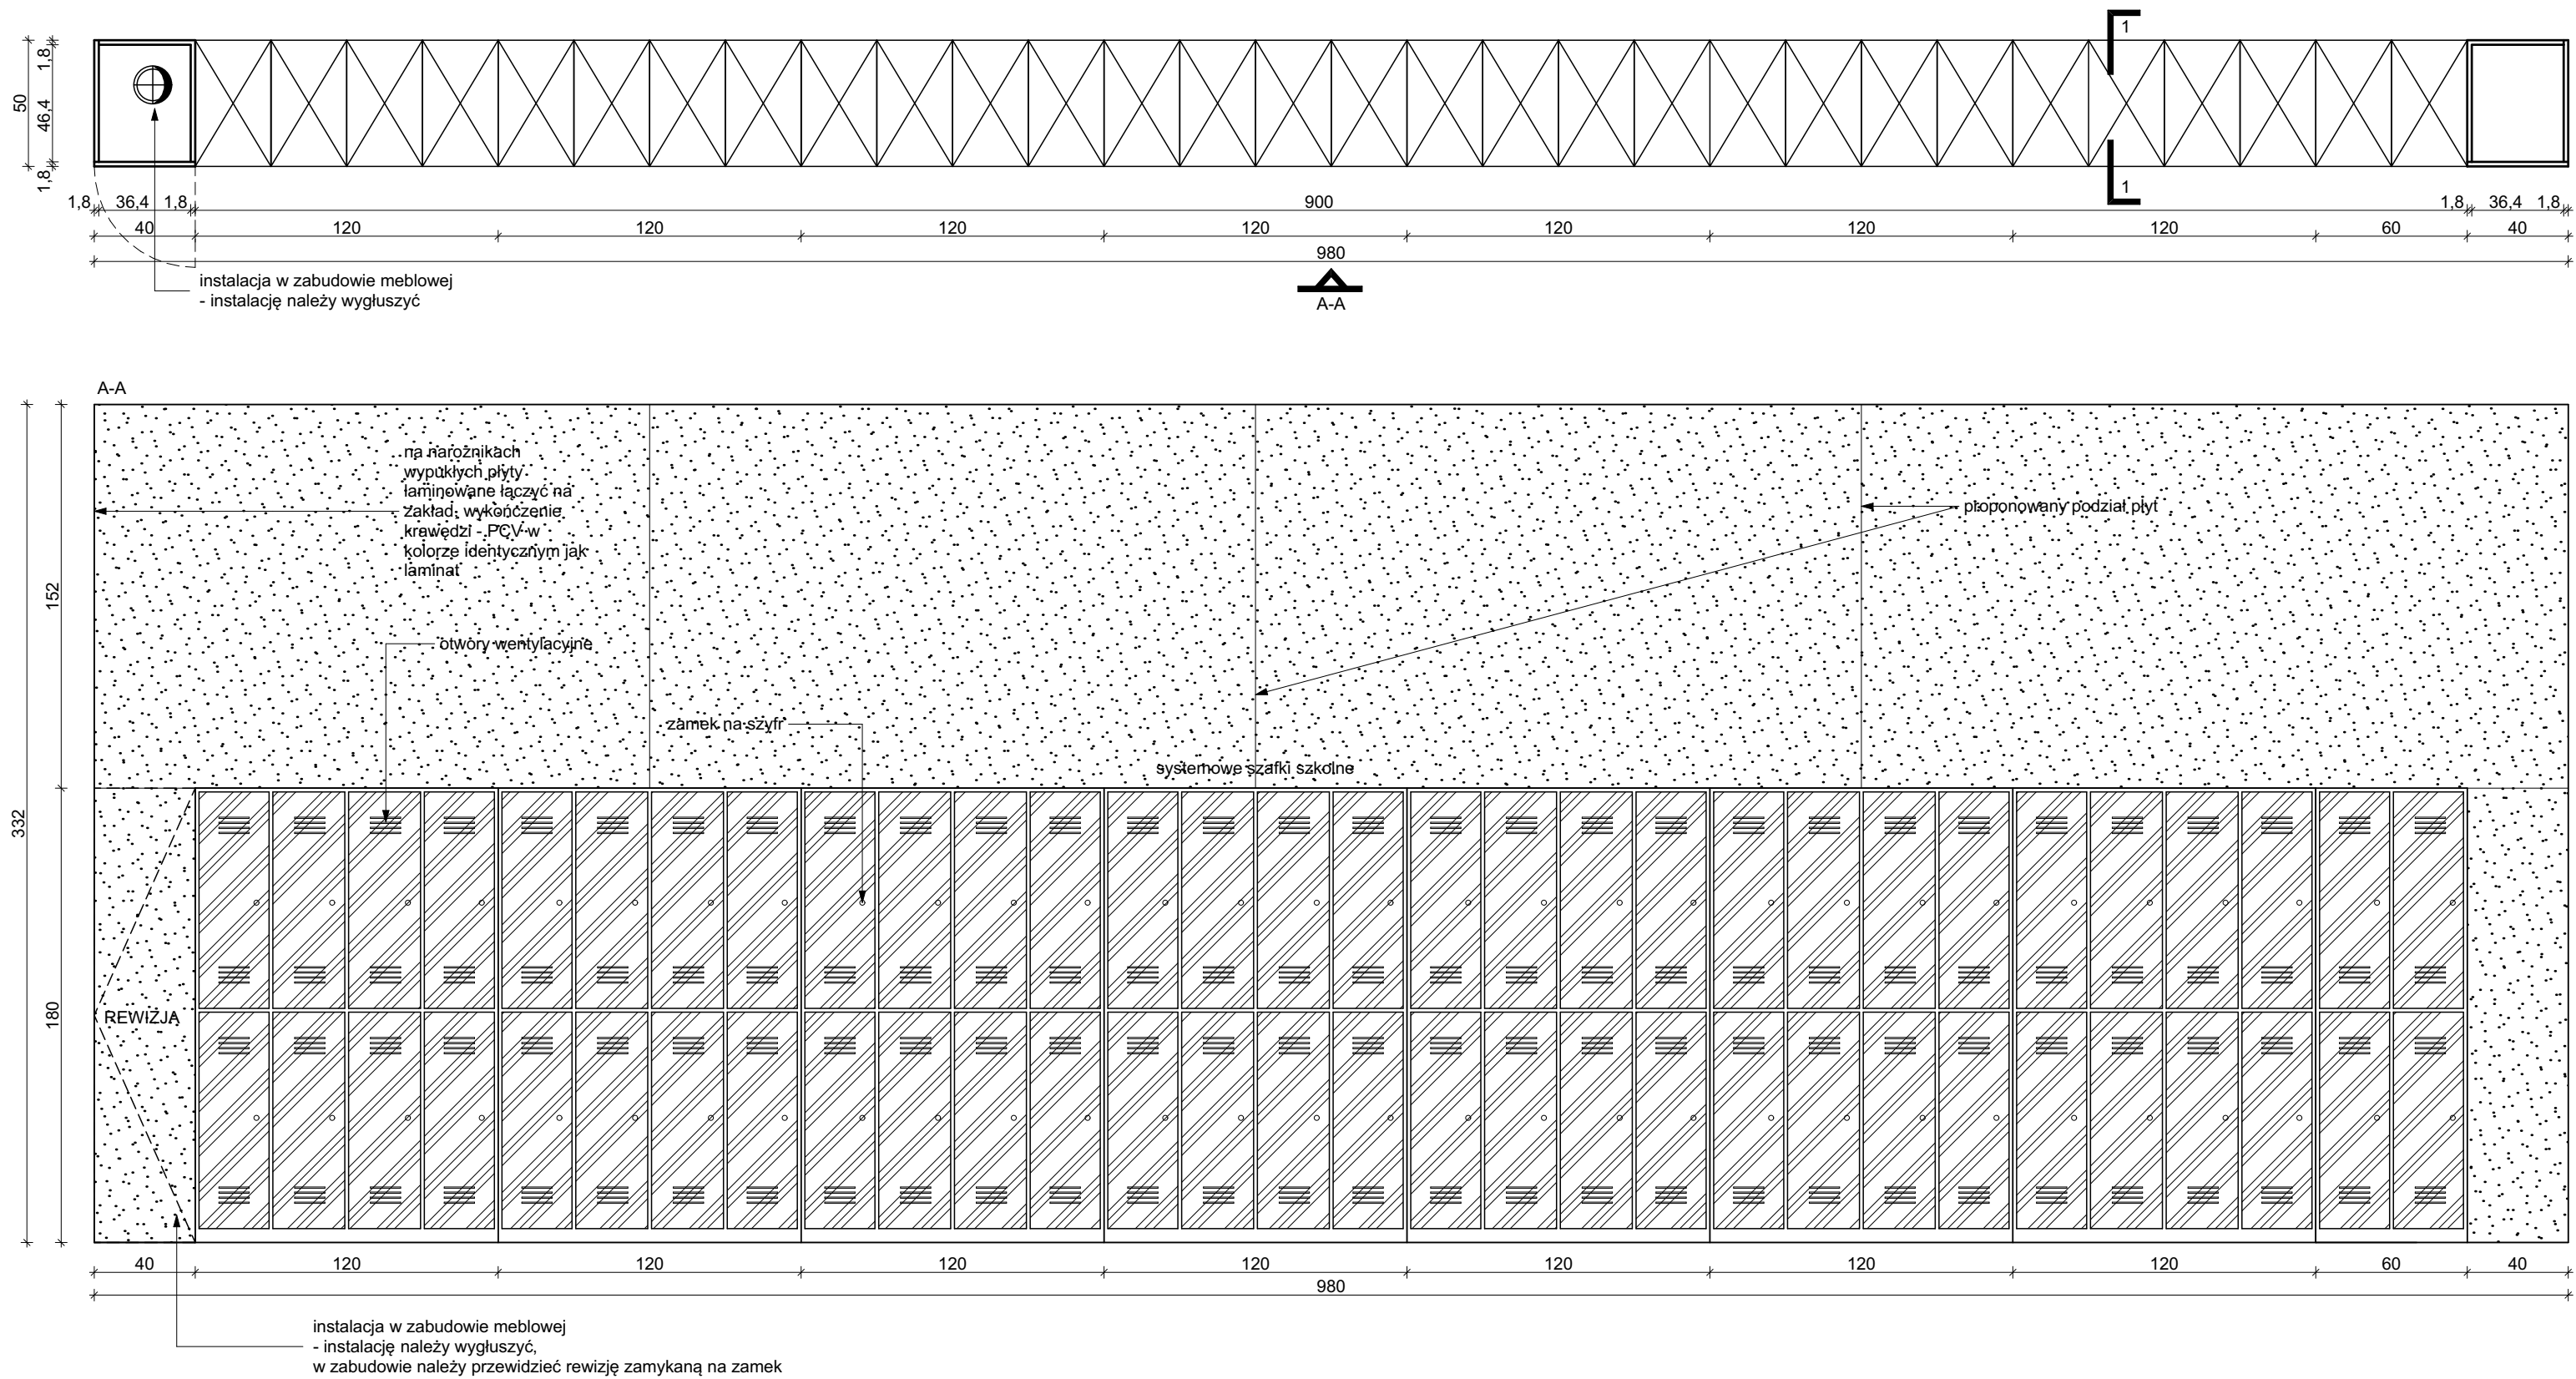 1
1,8
50
46,4
1,8
1
1,8 36,4 1,8 900 1,8 36,4 1,8
40 120 120 120 120 120 120 120 60 40
980
instalacja w zabudowie meblowej
- instalację należy wygłuszyć
A-A
A-A
na narożnikach
wypukłych płyty
laminowane łączyć na
zakład, wykończenie
krawędzi - PCV w
kolorze identycznym jak
laminat
proponowany podział płyt
152
otwory wentylacyjne
zamek na szyfr
systemowe szafki szkolne
332
180
REWIZJA
40 120 120 120 120 120 120 120 60 40
980
instalacja w zabudowie meblowej
- instalację należy wygłuszyć,
w zabudowie należy przewidzieć rewizję zamykaną na zamek